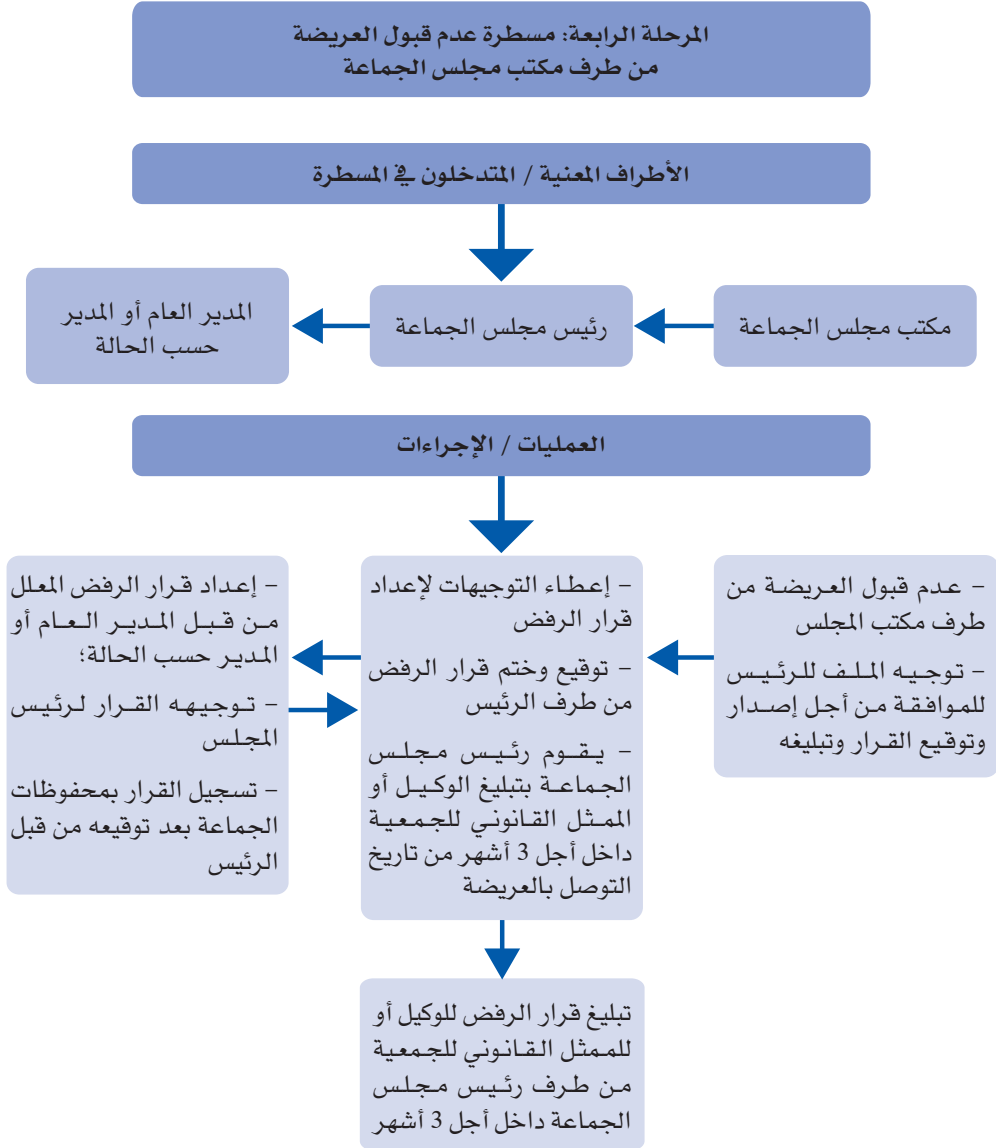 المرحلة الرابعة: مسطرة عدم قبول العريضة
من طرف مكتب مجلس الجماعة
الأطراف المعنية / المتدخلون في المسطرة
مكتب مجلس الجماعة
رئيس مجلس الجماعة
المدير العام أو المدير
حسب الحالة
العمليات / الإجراءات
– عدم قبول العريضة من
طرف مكتب المجلس
– توجيه الملف للرئيس
للموافقة من أجل إصدار
وتوقيع القرار وتبليغه
– إعطاء التوجيهات لإعداد
قرار الرفض
– توقيع وختم قرار الرفض
من طرف الرئيس
– يقوم رئيس مجلس
الجماعة بتبليغ الوكيل أو
الممثل القانوني للجمعية
داخل أجل 3 أشهر من تاريخ
التوصل بالعريضة
– إعداد قرار الرفض المعلل
من قبل المدير العام أو
المدير حسب الحالة؛
– توجيهه القرار لرئيس
المجلس
– تسجيل القرار بمحفوظات
الجماعة بعد توقيعه من قبل
الرئيس
تبليغ قرار الرفض للوكيل أو
للممثل القانوني للجمعية
من طرف رئيس مجلس
الجماعة داخل أجل 3 أشهر